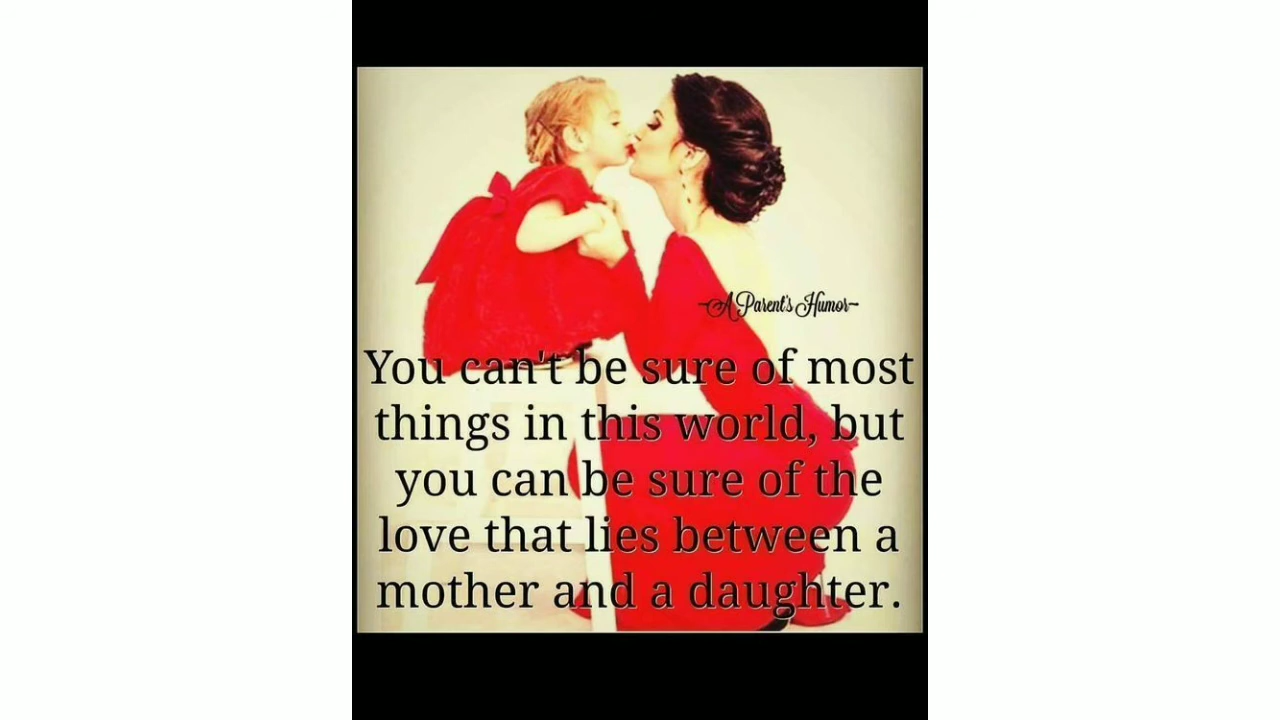 ~A Parent's Humor~
You can't be sure of most
things in this world, but
you can be sure of the
love that lies between a
mother and a daughter.